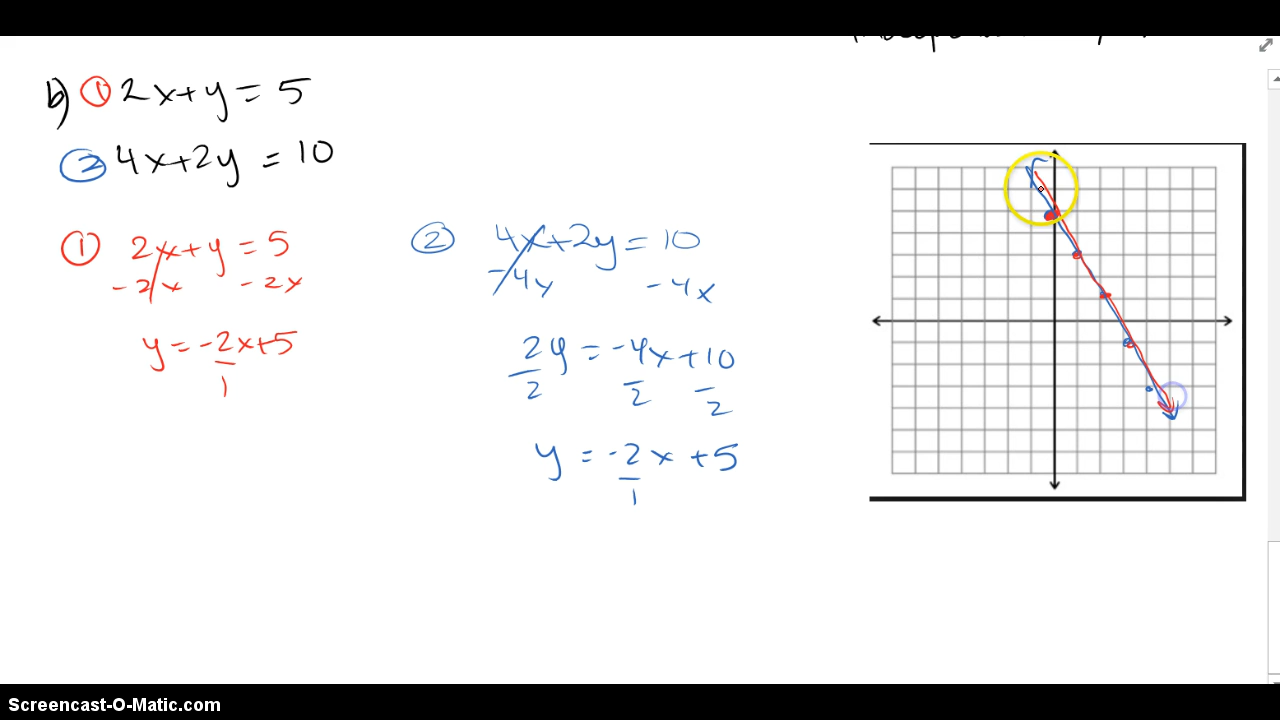 b) ① 2x+y = 5
② 4x+2y = 10
① 2x+y = 5
-2x -2x
y = -2x+5
1
② 4x+2y = 10
-4x -4x
2y = -4x+10
2 2 2
y = -2x +5
1
Screencast-O-Matic.com